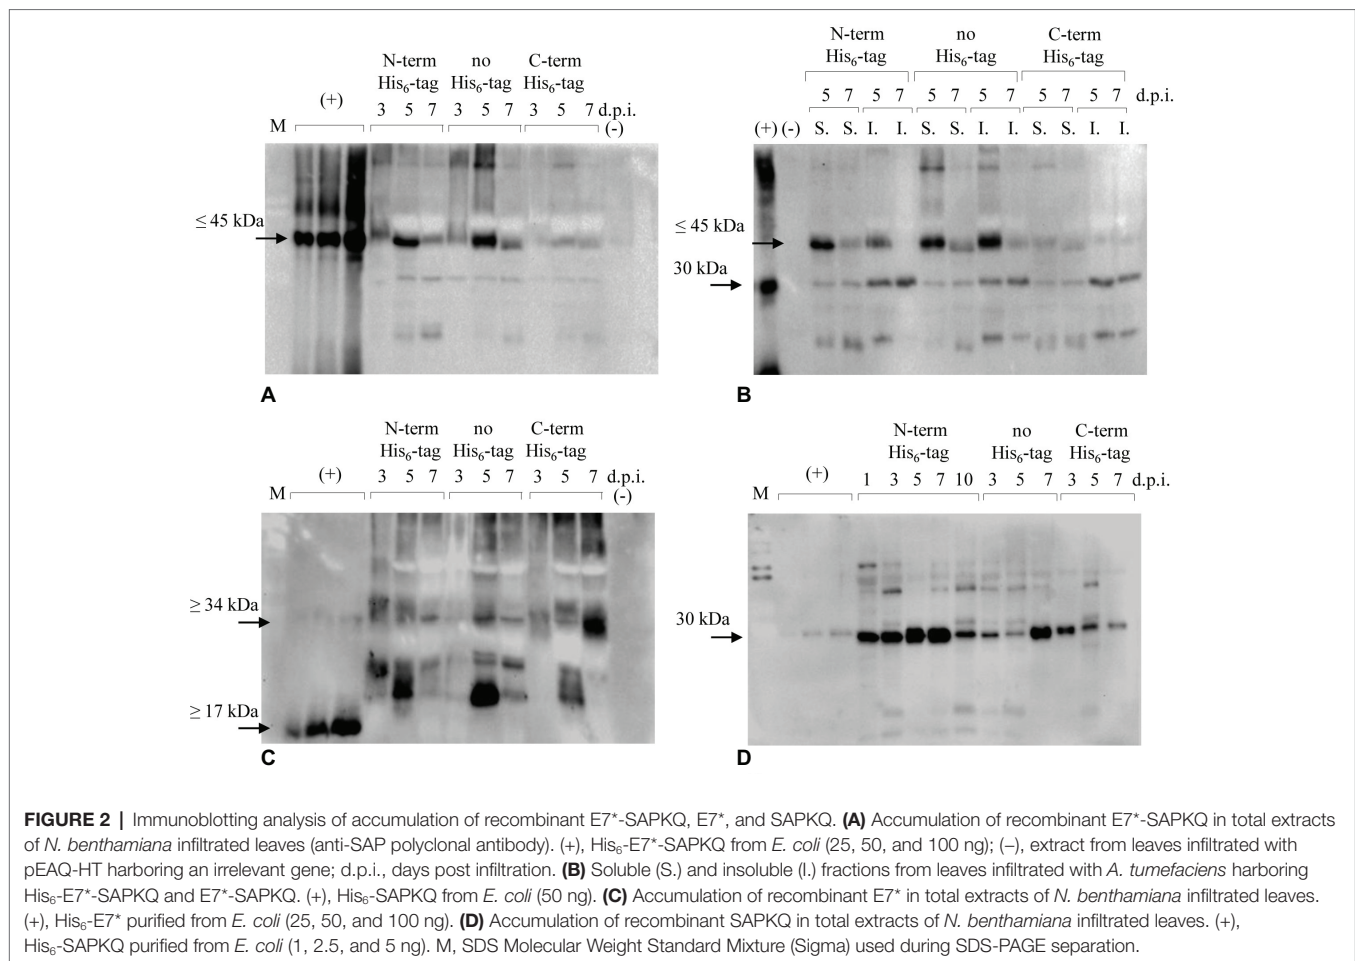 N-term no C-term
His₆-tag His₆-tag His₆-tag
(+) 3 5 7 3 5 7 3 5 7 d.p.i.
M (-)
≤ 45 kDa
A
N-term no C-term
His₆-tag His₆-tag His₆-tag
5 7 5 7 5 7 5 7 5 7 5 7 d.p.i.
(+) (-) S. S. I. I. S. S. I. I. S. S. I. I.
≤ 45 kDa
30 kDa
B
N-term no C-term
His₆-tag His₆-tag His₆-tag
(+) 3 5 7 3 5 7 3 5 7 d.p.i.
M (-)
≥ 34 kDa
≥ 17 kDa
C
N-term no C-term
His₆-tag His₆-tag His₆-tag
(+) 1 3 5 7 10 3 5 7 3 5 7 d.p.i.
M
30 kDa
D
FIGURE 2 | Immunoblotting analysis of accumulation of recombinant E7*-SAPKQ, E7*, and SAPKQ. (A) Accumulation of recombinant E7*-SAPKQ in total extracts
of N. benthamiana infiltrated leaves (anti-SAP polyclonal antibody). (+), His₆-E7*-SAPKQ from E. coli (25, 50, and 100 ng); (–), extract from leaves infiltrated with
pEAQ-HT harboring an irrelevant gene; d.p.i., days post infiltration. (B) Soluble (S.) and insoluble (I.) fractions from leaves infiltrated with A. tumefaciens harboring
His₆-E7*-SAPKQ and E7*-SAPKQ. (+), His₆-SAPKQ from E. coli (50 ng). (C) Accumulation of recombinant E7* in total extracts of N. benthamiana infiltrated leaves.
(+), His₆-E7* purified from E. coli (25, 50, and 100 ng). (D) Accumulation of recombinant SAPKQ in total extracts of N. benthamiana infiltrated leaves. (+),
His₆-SAPKQ purified from E. coli (1, 2.5, and 5 ng). M, SDS Molecular Weight Standard Mixture (Sigma) used during SDS-PAGE separation.